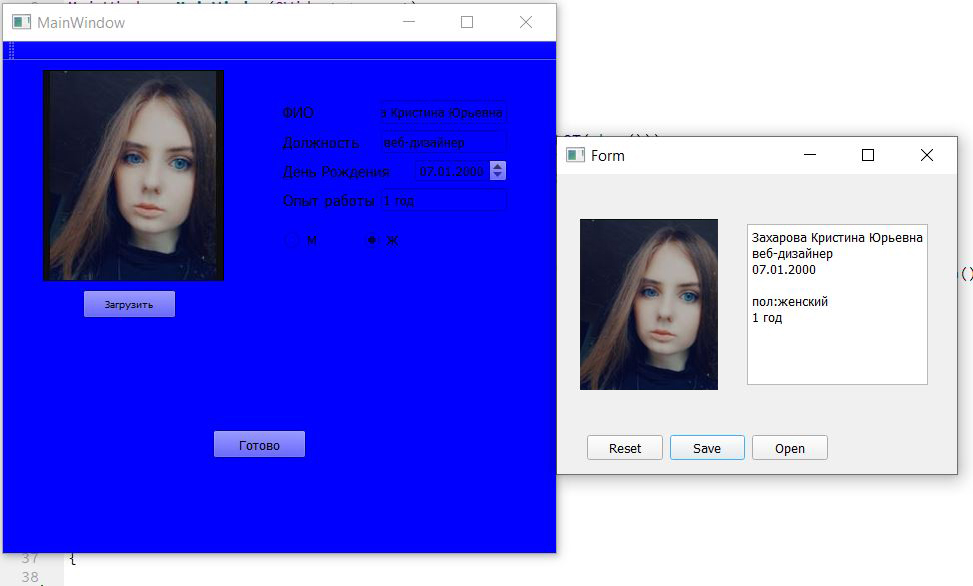 MainWindow
ФИО
а Кристина Юрьевна
Должность
веб-дизайнер
День Рождения
07.01.2000
Опыт работы
1 год
м
ж
Загрузить
Готово
Form
Захарова Кристина Юрьевна
веб-дизайнер
07.01.2000
пол:женский
1 год
Reset
Save
Open
()
37
{
38